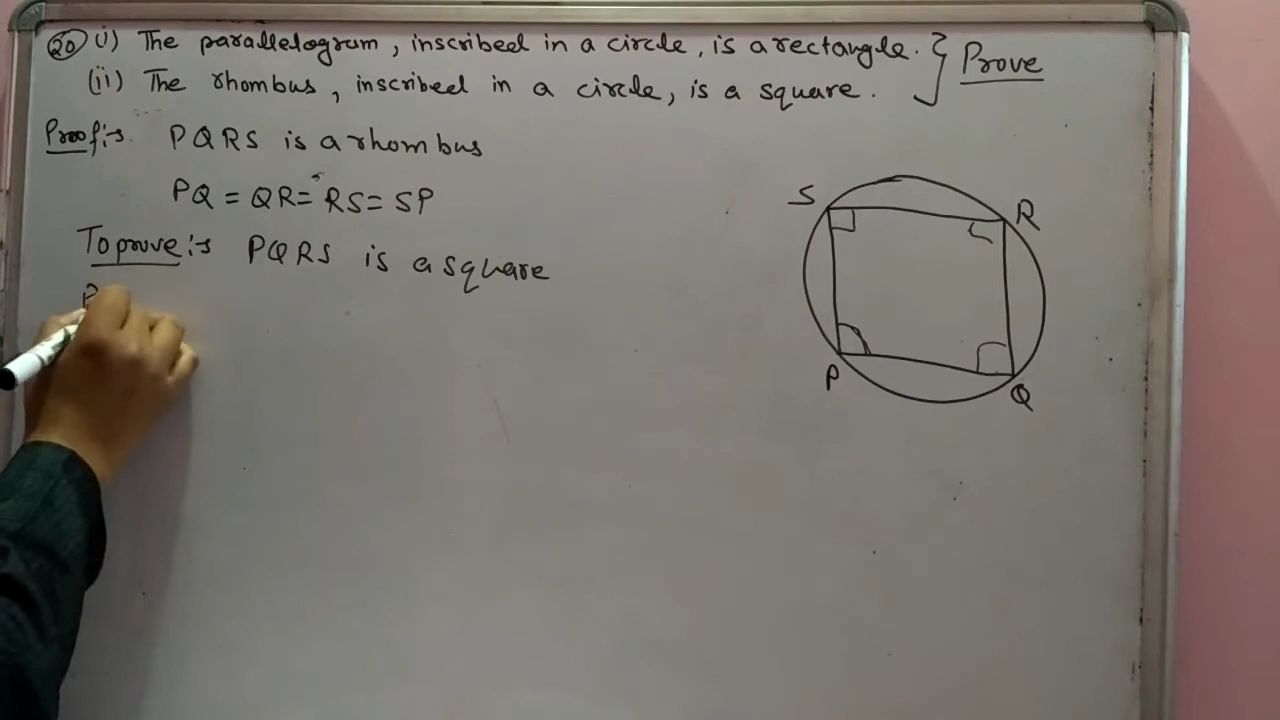 20 (i) The parallelogram, inscribed in a circle, is a rectangle. } Prove
(ii) The rhombus, inscribed in a circle, is a square.
Proof:- PQRS is a rhombus
PQ = QR = RS = SP
To prove:- PQRS is a square
P
S
R
P
Q